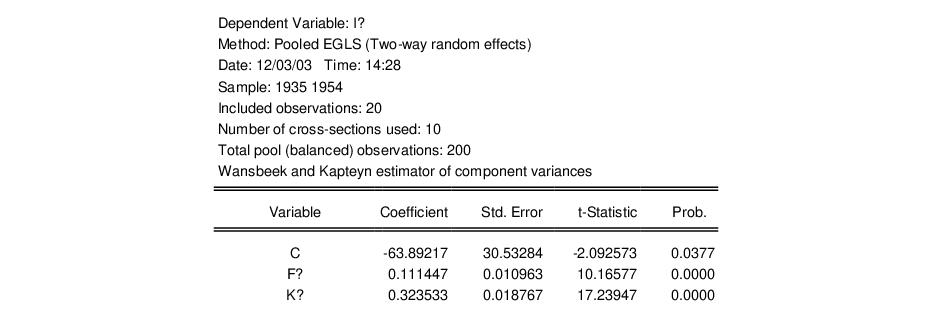 Dependent Variable: I?
Method: Pooled EGLS (Two-way random effects)
Date: 12/03/03 Time: 14:28
Sample: 1935 1954
Included observations: 20
Number of cross-sections used: 10
Total pool (balanced) observations: 200
Wansbeek and Kapteyn estimator of component variances
Variable Coefficient Std. Error t-Statistic Prob.
C -63.89217 30.53284 -2.092573 0.0377
F? 0.111447 0.010963 10.16577 0.0000
K? 0.323533 0.018767 17.23947 0.0000